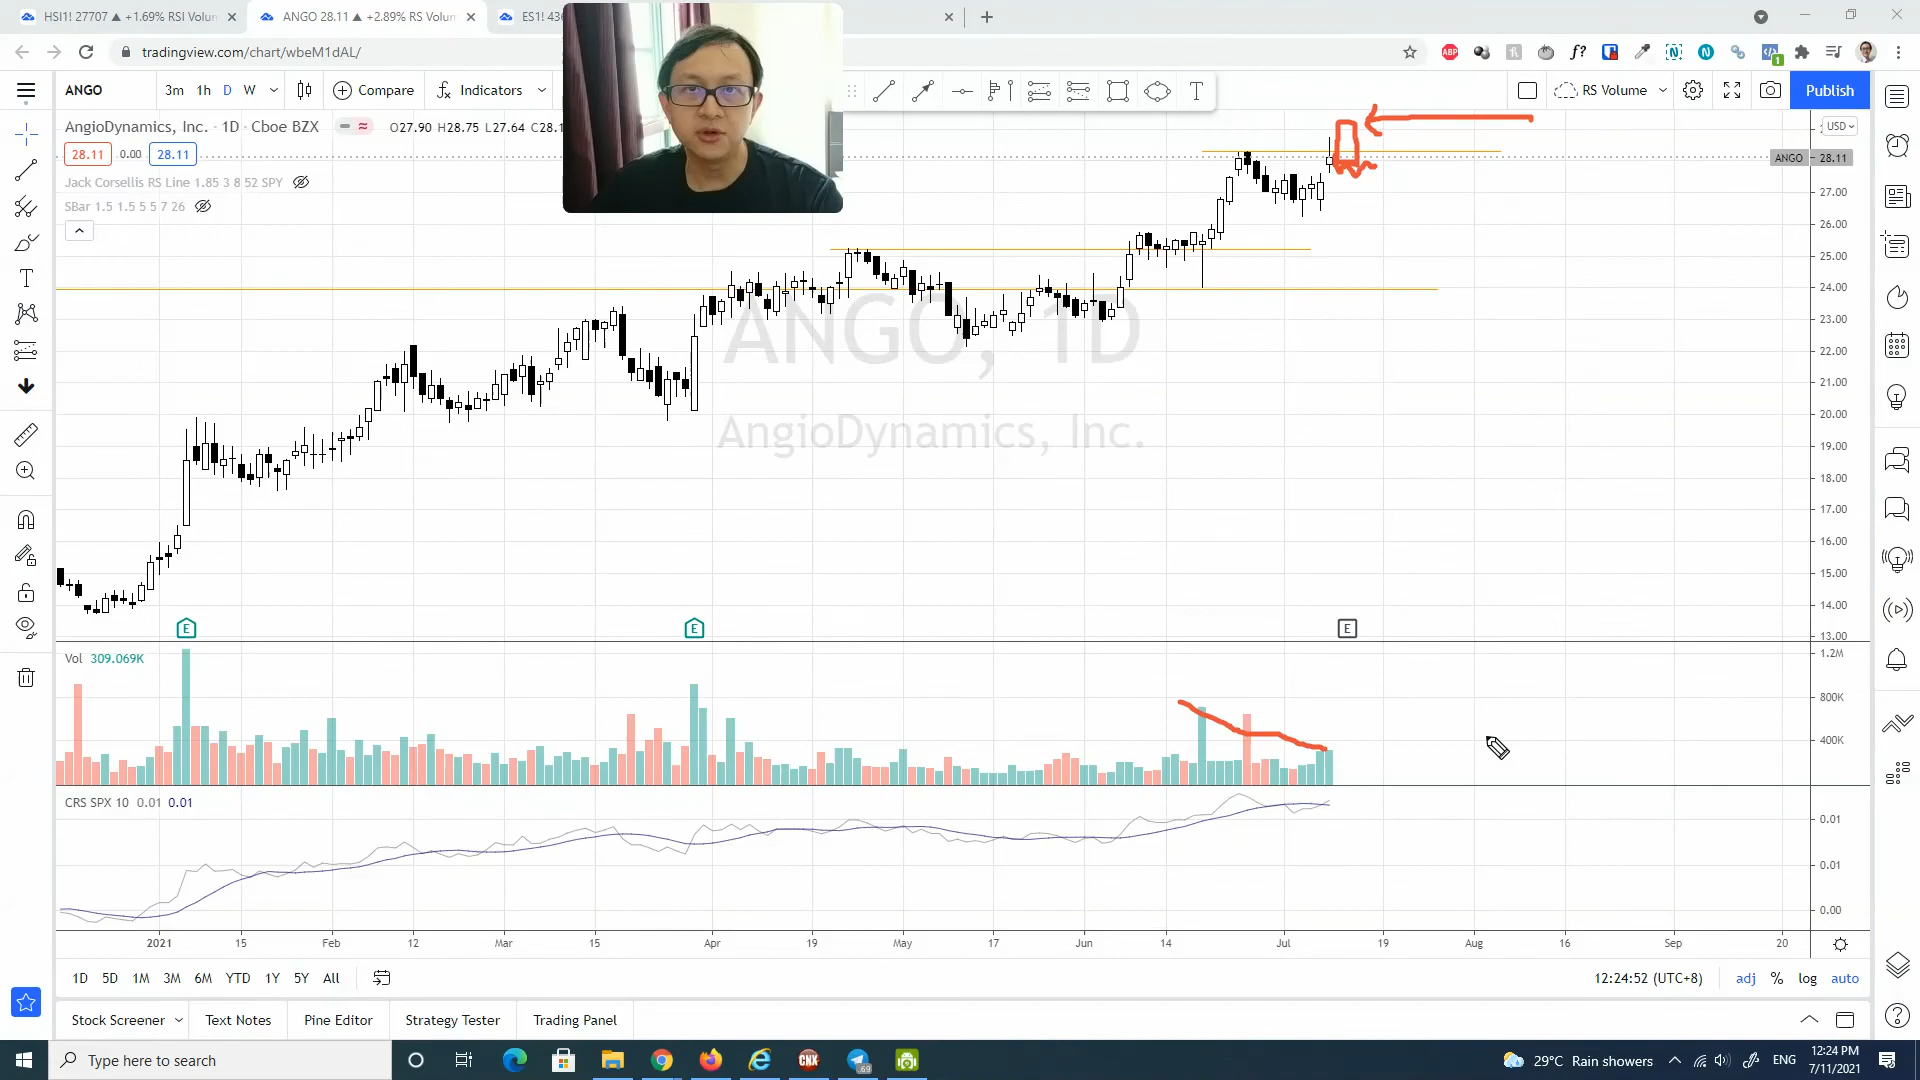 HSI1! 27707 ▲ +1.69% RSI Volum
ANGO 28.11 ▲ +2.89% RS Volum
ES1! 436
tradingview.com/chart/wbeM1dAL/
ANGO 3m 1h D W Compare Indicators RS Volume Publish
AngioDynamics, Inc. · 1D · Cboe BZX O27.90 H28.75 L27.64 C28.1
28.11 0.00 28.11
Jack Corsellis RS Line 1.85 3 8 52 SPY
SBar 1.5 1.5 5 5 7 26
USD
ANGO 28.11
27.00
26.00
25.00
24.00
23.00
22.00
21.00
20.00
19.00
18.00
17.00
16.00
15.00
14.00
13.00
ANGO, 1D
AngioDynamics, Inc.
E E E
Vol 309.069K
1.2M
800K
400K
CRS SPX 10 0.01 0.01
0.01
0.01
0.00
2021 15 Feb 12 Mar 15 Apr 19 May 17 Jun 14 Jul 19 Aug 16 Sep 20
1D 5D 1M 3M 6M YTD 1Y 5Y All 12:24:52 (UTC+8) adj % log auto
Stock Screener Text Notes Pine Editor Strategy Tester Trading Panel
Type here to search 29°C Rain showers ENG 12:24 PM
7/11/2021